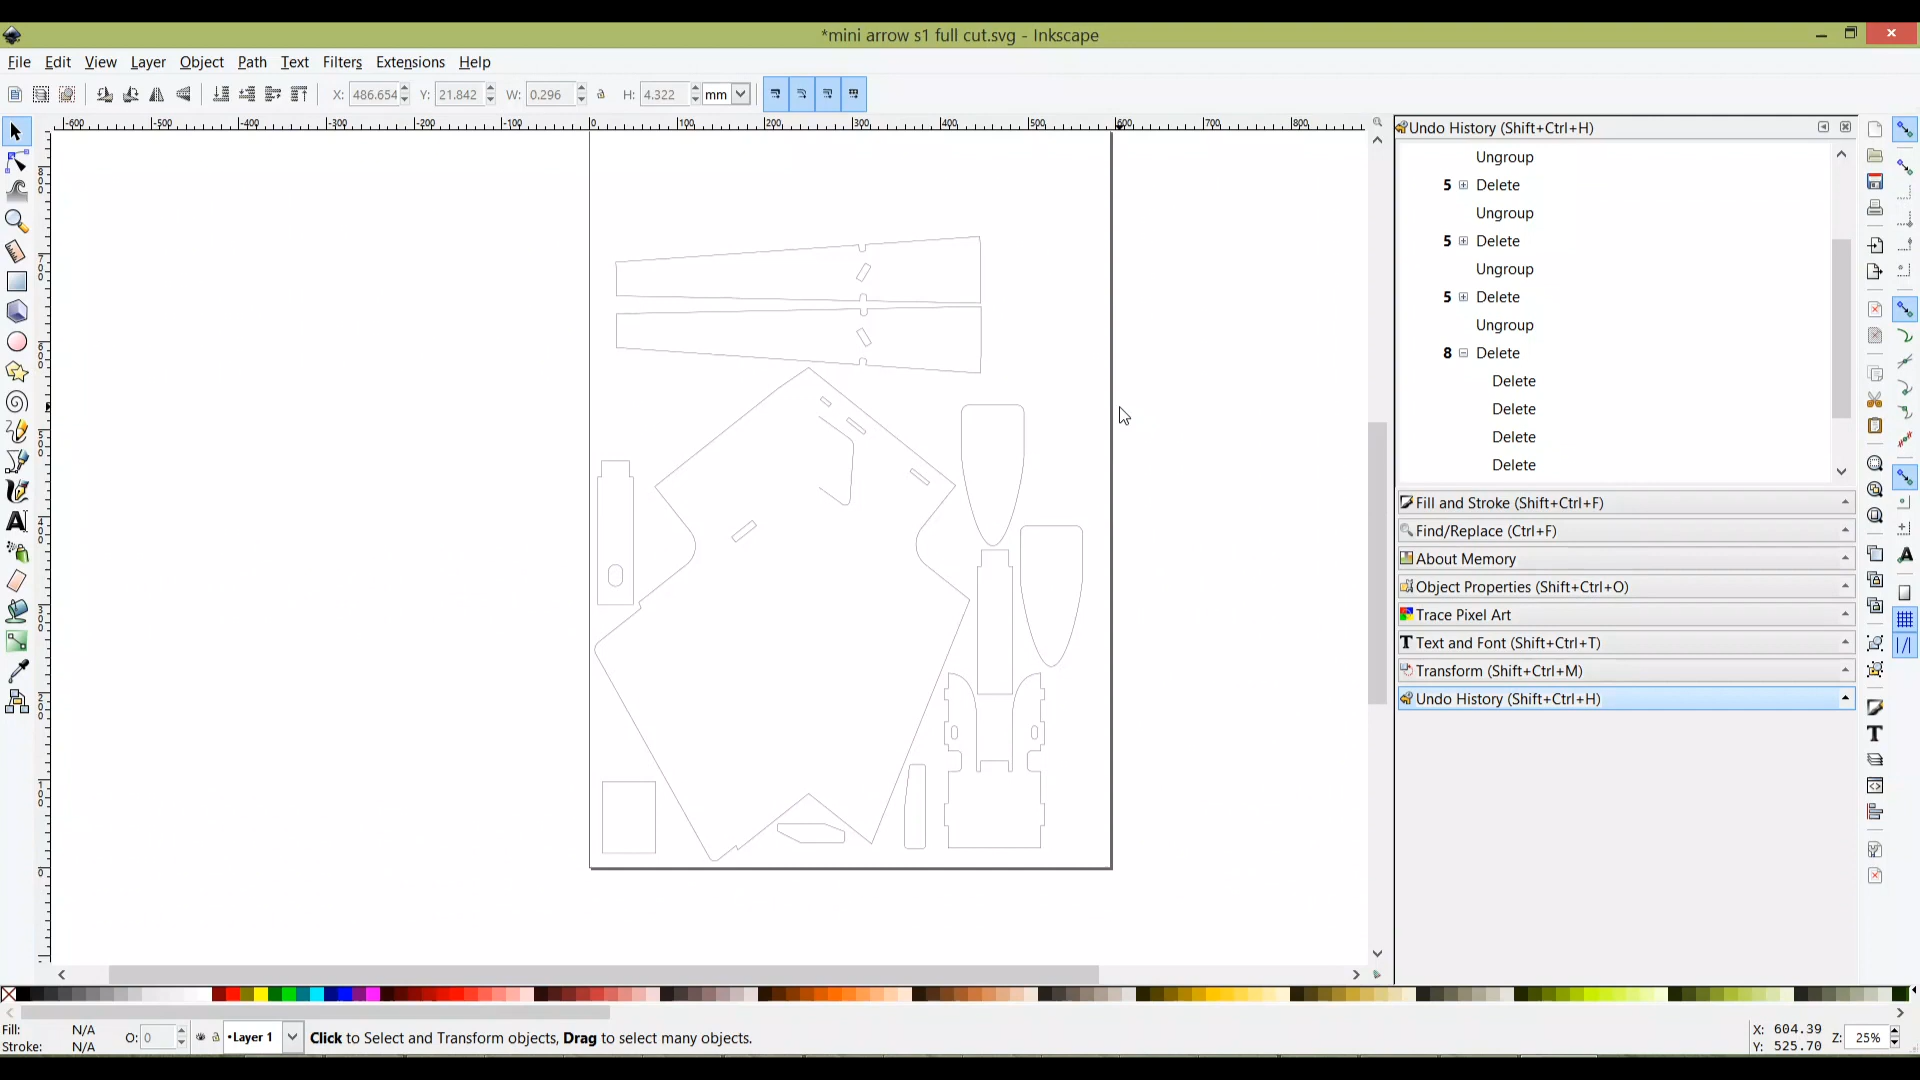 *mini arrow s1 full cut.svg - Inkscape
File Edit View Layer Object Path Text Filters Extensions Help
X: 486.654 Y: 21.842 W: 0.296 H: 4.322 mm
-600 -500 -400 -300 -200 -100 0 100 200 300 400 500 600 700 800
Undo History (Shift+Ctrl+H)
Ungroup
5 Delete
Ungroup
5 Delete
Ungroup
5 Delete
Ungroup
8 Delete
Delete
Delete
Delete
Delete
Fill and Stroke (Shift+Ctrl+F)
Find/Replace (Ctrl+F)
About Memory
Object Properties (Shift+Ctrl+O)
Trace Pixel Art
Text and Font (Shift+Ctrl+T)
Transform (Shift+Ctrl+M)
Undo History (Shift+Ctrl+H)
Fill: N/A
Stroke: N/A
O: 0
•Layer 1
Click to Select and Transform objects, Drag to select many objects.
X: 604.39
Y: 525.70
Z: 25%